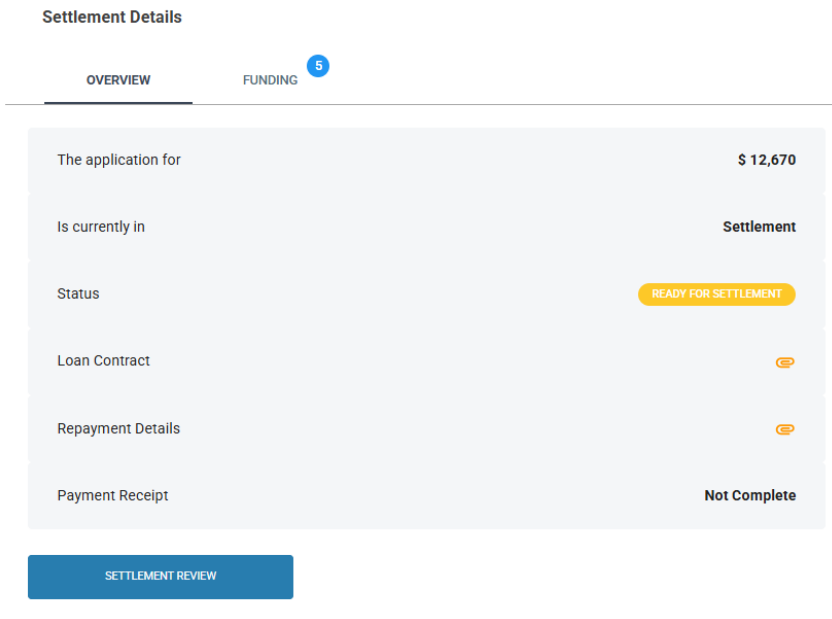 Settlement Details
OVERVIEW
FUNDING
5
The application for
$ 12,670
Is currently in
Settlement
Status
READY FOR SETTLEMENT
Loan Contract
Repayment Details
Payment Receipt
Not Complete
SETTLEMENT REVIEW